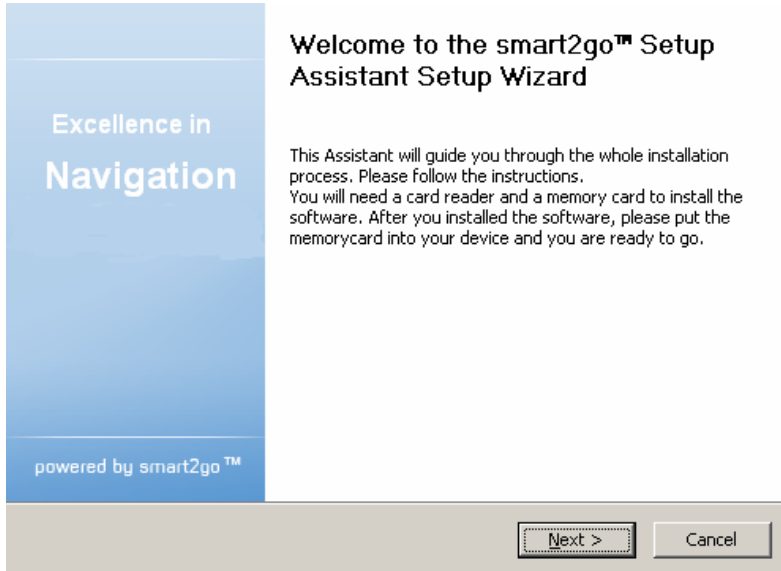 Welcome to the smart2go™ Setup
Assistant Setup Wizard
Excellence in
Navigation
This Assistant will guide you through the whole installation
process. Please follow the instructions.
You will need a card reader and a memory card to install the
software. After you installed the software, please put the
memorycard into your device and you are ready to go.
powered by smart2go™
Next >
Cancel